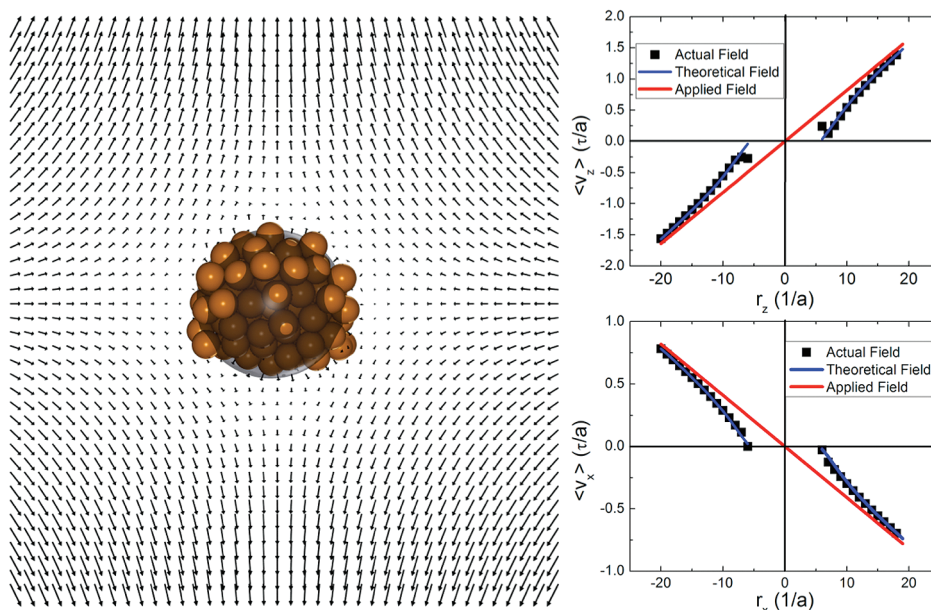 2.0
1.5
1.0
0.5
0.0
-0.5
-1.0
-1.5
2.0
<v_z> (τ/a)
Actual Field
Theoretical Field
Applied Field
-20 -10 0 10 20
r_z (1/a)
1.0
0.5
0.0
-0.5
1.0
<v_x> (τ/a)
Actual Field
Theoretical Field
Applied Field
-20 -10 0 10 20
r_x (1/a)